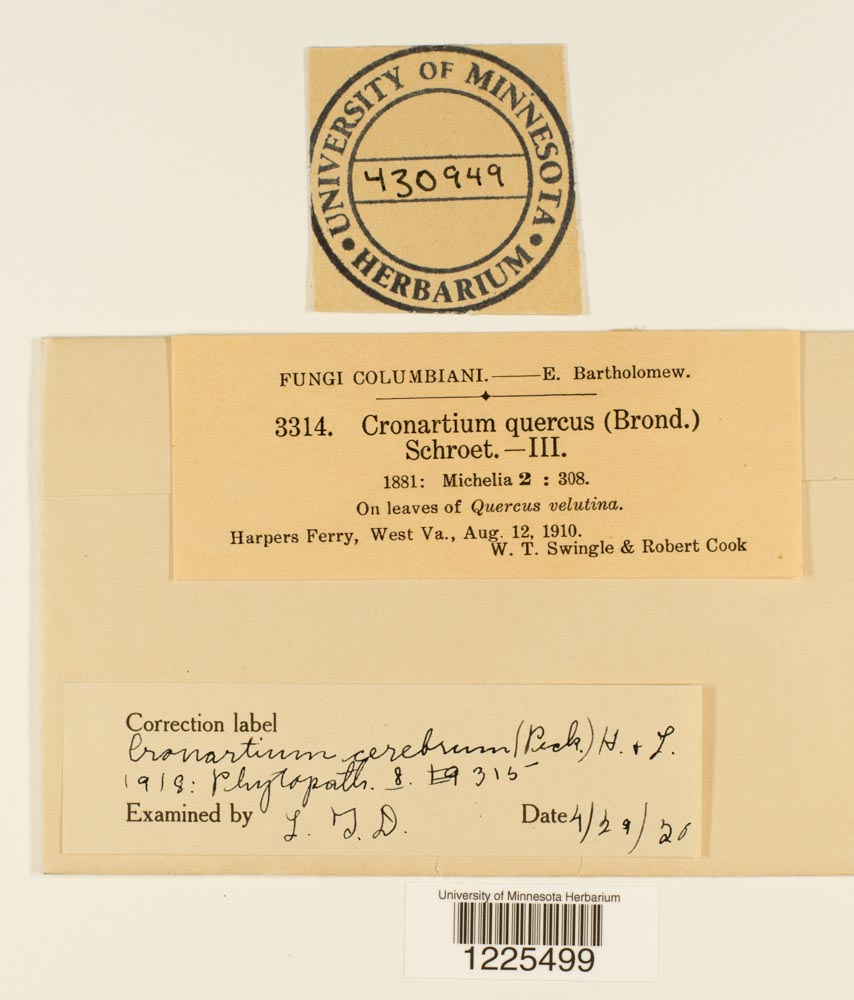 UNIVERSITY OF MINNESOTA
430949
• HERBARIUM •
FUNGI COLUMBIANI.——E. Bartholomew.
3314. Cronartium quercus (Brond.)
Schroet.—III.
1881: Michelia 2 : 308.
On leaves of Quercus velutina.
Harpers Ferry, West Va., Aug. 12, 1910.
W. T. Swingle & Robert Cook
Correction label
Cronartium cerebrum (Peck.) H. & L.
1918: Phytopath. 8. 315
Examined by L. T. D. Date 4/29/20
University of Minnesota Herbarium
1225499